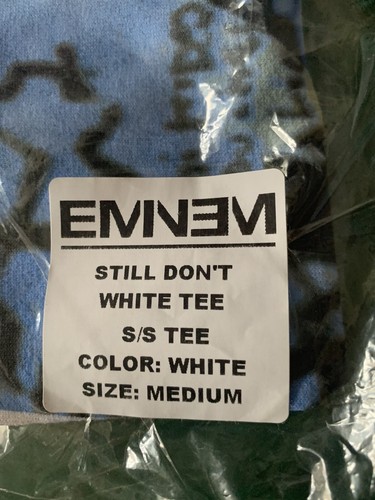 EMINEM
STILL DON'T
WHITE TEE
S/S TEE
COLOR: WHITE
SIZE: MEDIUM